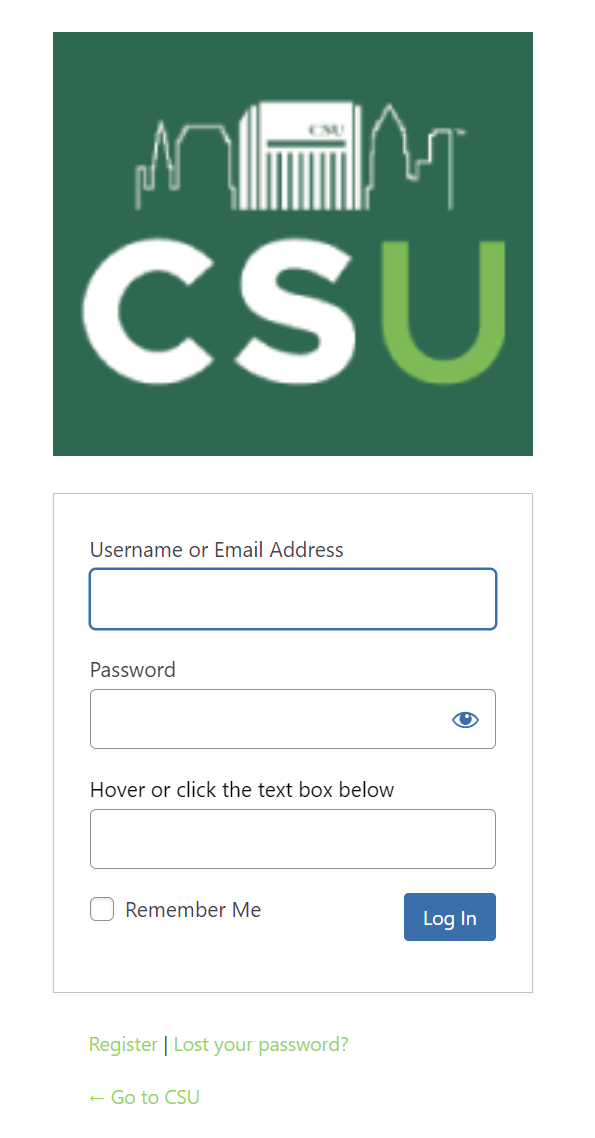 CSU
CSU
Username or Email Address
Password
Hover or click the text box below
Remember Me
Log In
Register | Lost your password?
← Go to CSU